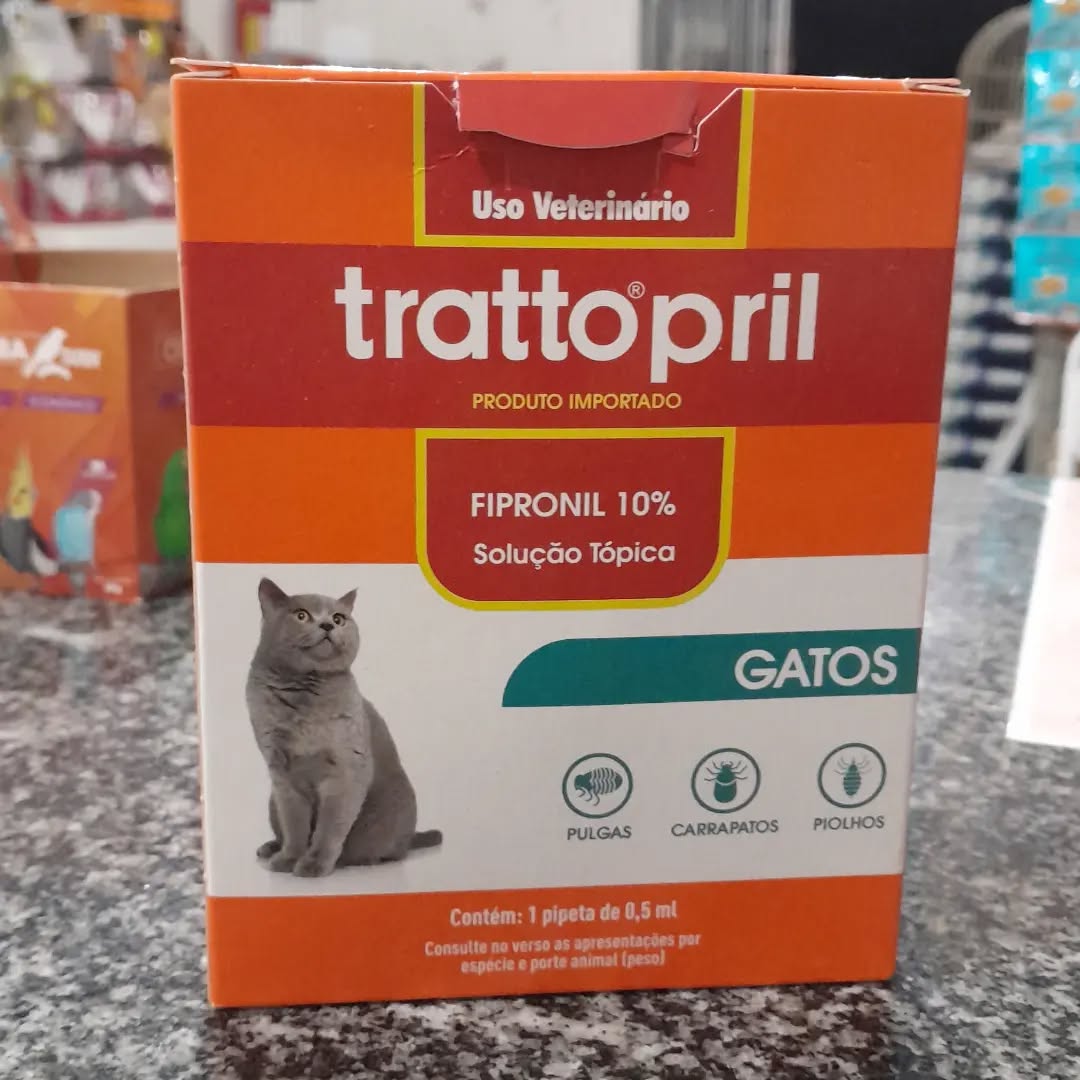 Uso Veterinário
trattopril®
PRODUTO IMPORTADO
FIPRONIL 10%
Solução Tópica
GATOS
PULGAS
CARRAPATOS
PIOLHOS
Contém: 1 pipeta de 0,5 ml
Consulte no verso as apresentações por
espécie e porte animal (peso)